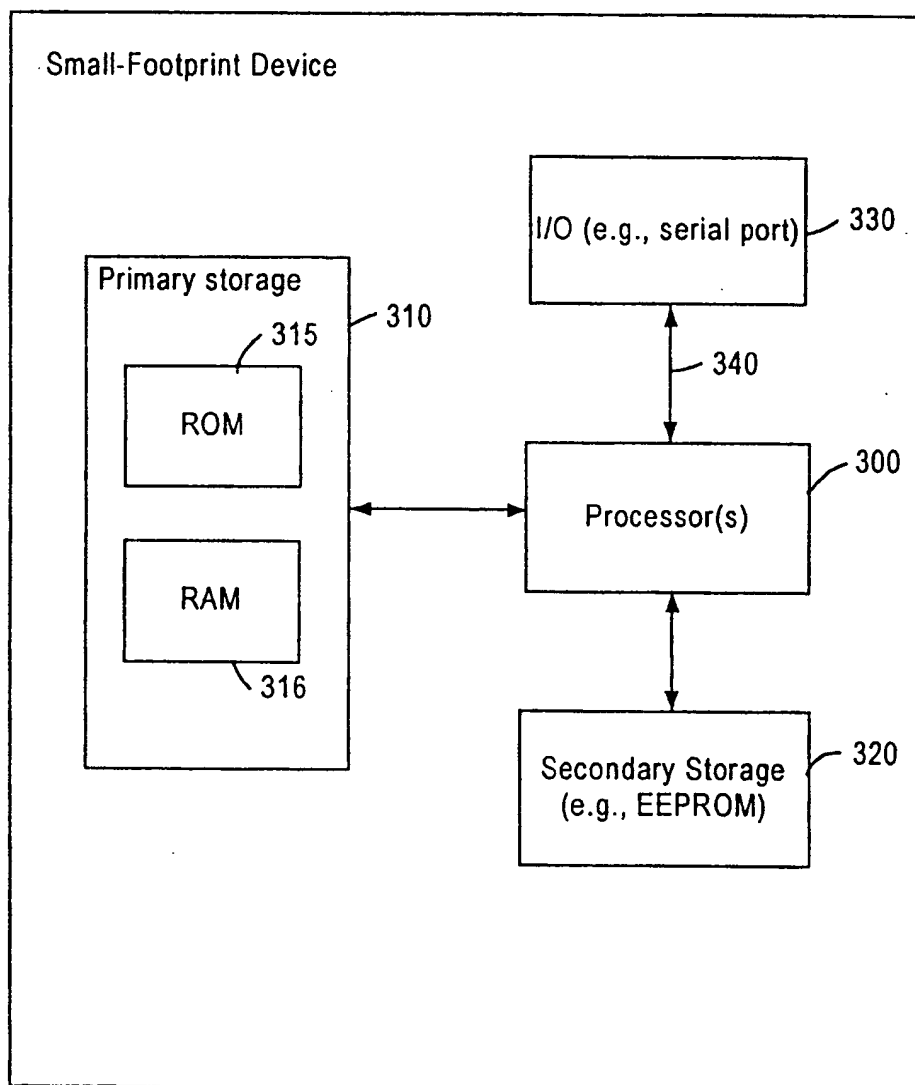 Small-Footprint Device
I/O (e.g., serial port)
330
Primary storage
310
315
340
ROM
300
Processor(s)
RAM
316
320
Secondary Storage
(e.g., EEPROM)